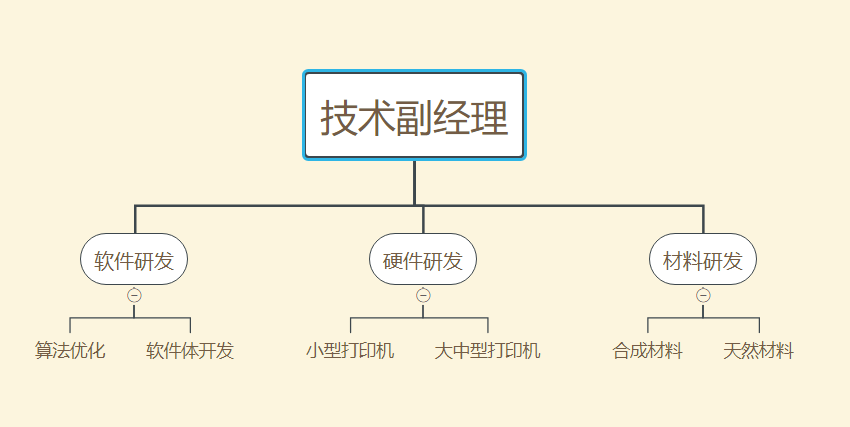 技术副经理
软件研发
硬件研发
材料研发
算法优化
软件体开发
小型打印机
大中型打印机
合成材料
天然材料